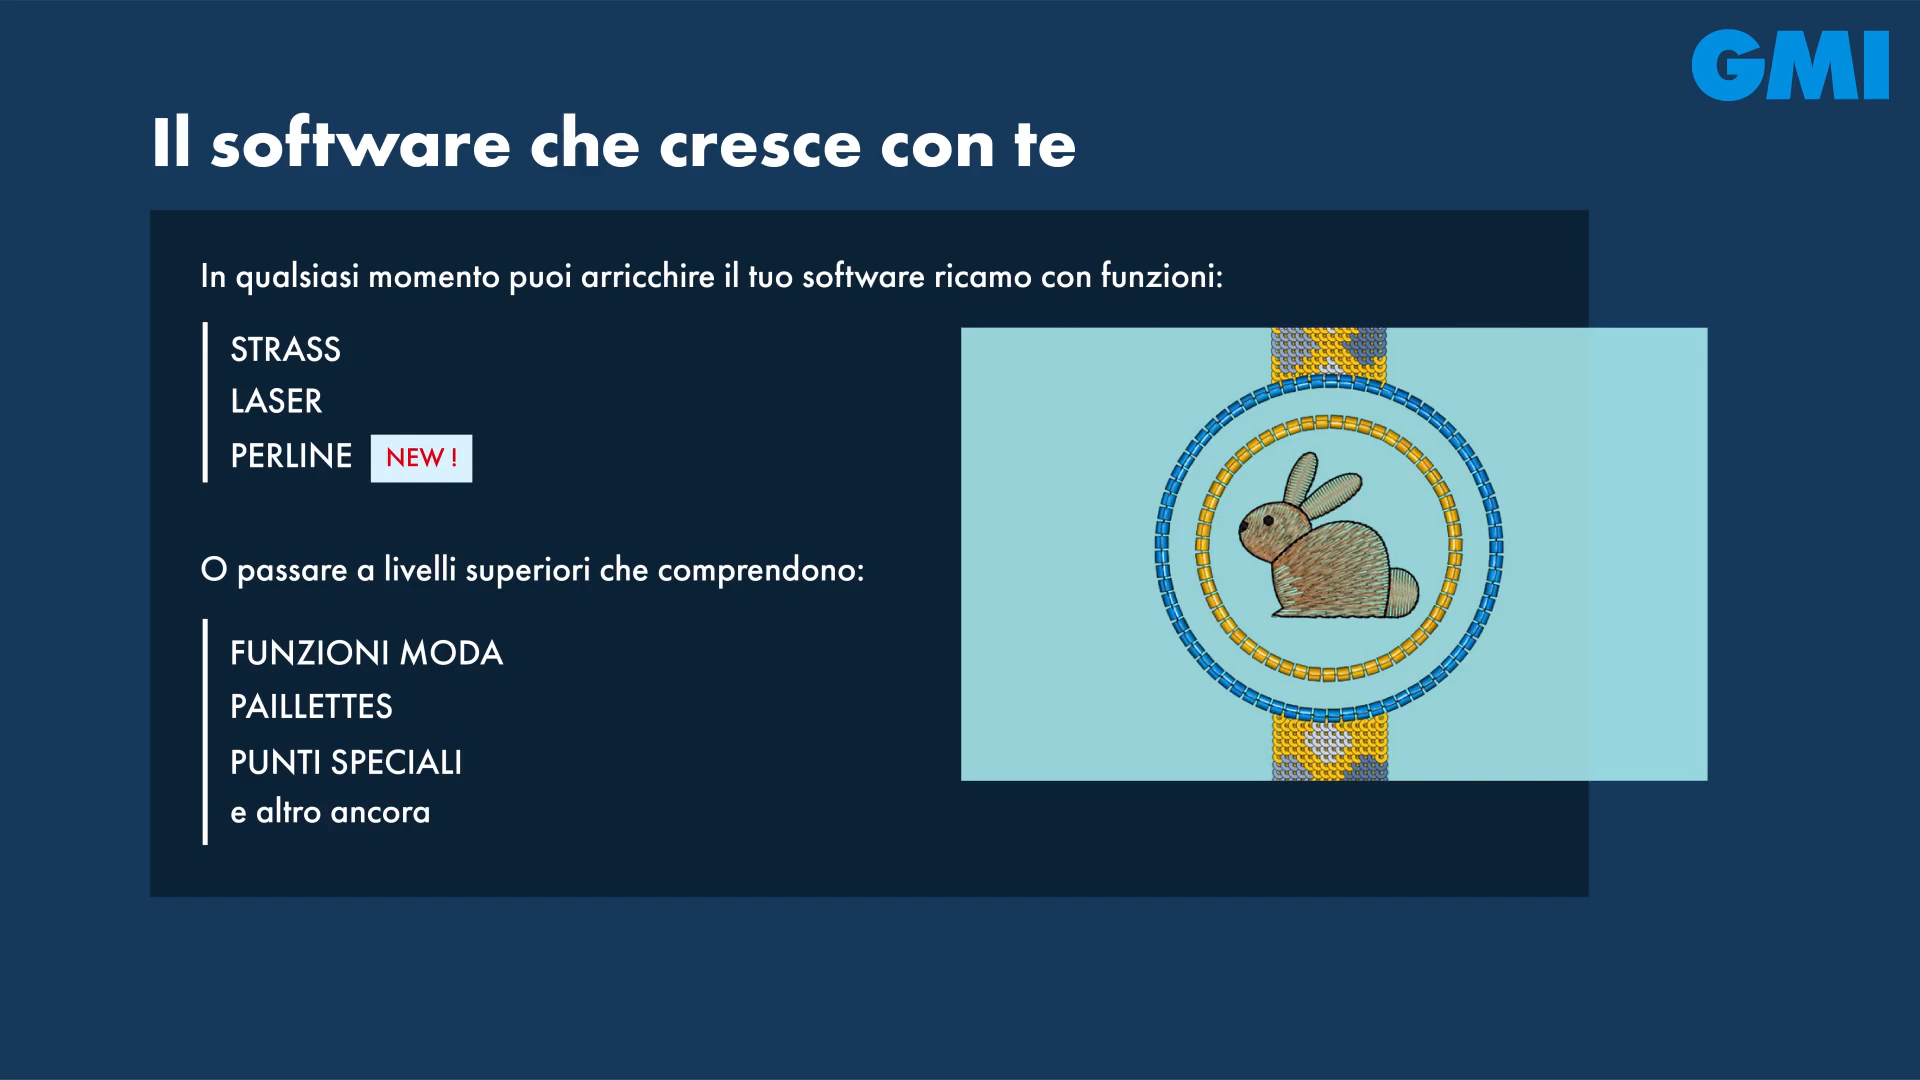 GMI
Il software che cresce con te
In qualsiasi momento puoi arricchire il tuo software ricamo con funzioni:
STRASS
LASER
PERLINE NEW !
O passare a livelli superiori che comprendono:
FUNZIONI MODA
PAILLETTES
PUNTI SPECIALI
e altro ancora